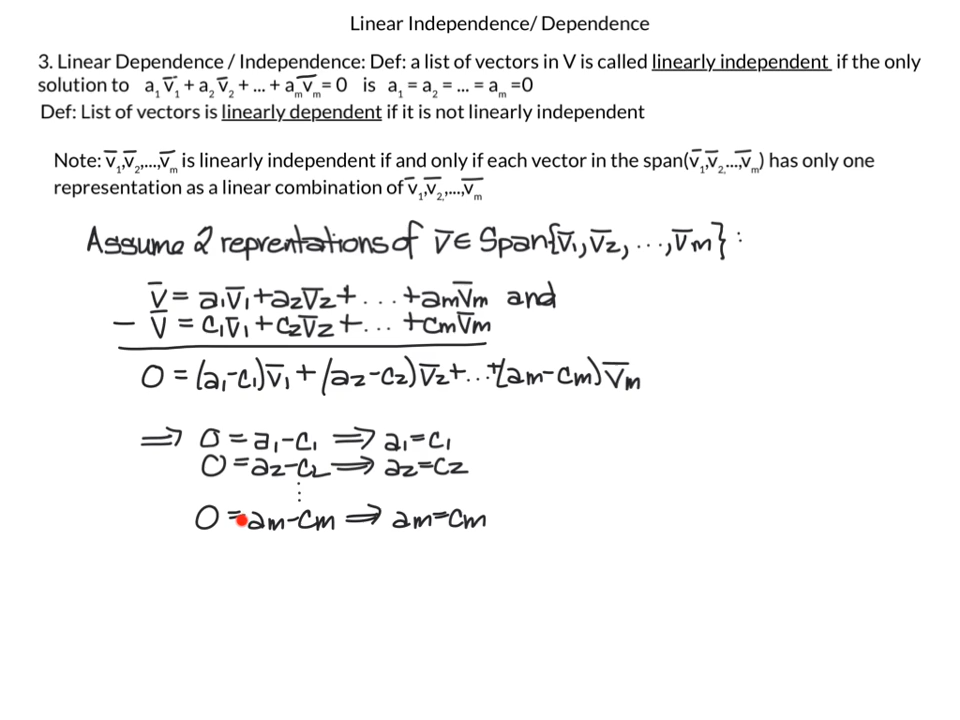 Linear Independence/ Dependence
3. Linear Dependence / Independence: Def: a list of vectors in V is called linearly independent if the only
solution to a₁v̅₁ + a₂v̅₂ + ... + aₘv̅ₘ = 0 is a₁ = a₂ = ... = aₘ =0
Def: List of vectors is linearly dependent if it is not linearly independent
Note: v̅₁,v̅₂,...,v̅ₘ is linearly independent if and only if each vector in the span(v̅₁,v̅₂,...,v̅ₘ) has only one
representation as a linear combination of v̅₁,v̅₂,...,v̅ₘ
Assume 2 reprentations of v̅ ∈ Span{v̅₁, v̅₂, ..., v̅ₘ} :
v̅ = a₁v̅₁+a₂v̅₂+...+aₘv̅ₘ and
− v̅ = c₁v̅₁+c₂v̅₂+...+cₘv̅ₘ
0 = (a₁-c₁)v̅₁+(a₂-c₂)v̅₂+...+(aₘ-cₘ)v̅ₘ
⇒ 0 = a₁-c₁ ⇒ a₁=c₁
0=a₂-c₂ ⇒ a₂=c₂
⋮
0=aₘ-cₘ ⇒ aₘ=cₘ